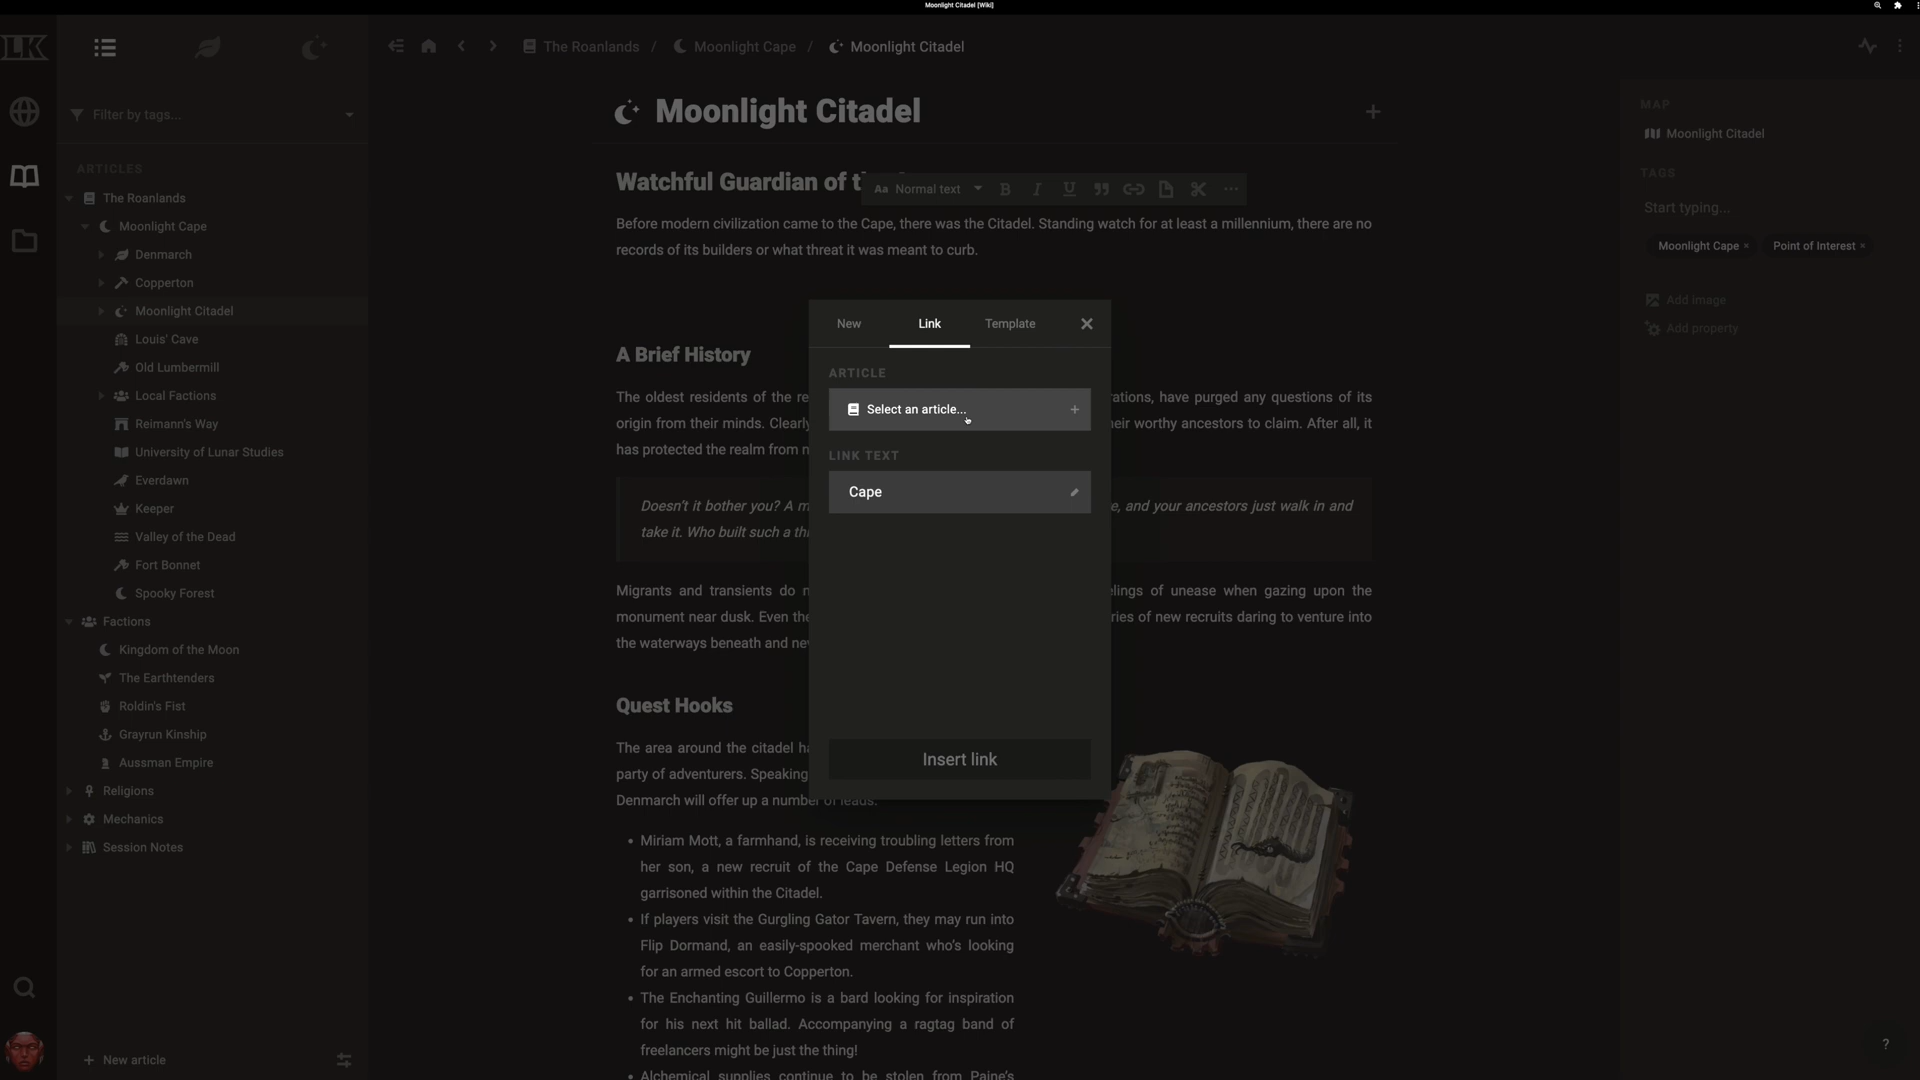 Moonlight Citadel [Wiki]
LK
The Roanlands / Moonlight Cape / Moonlight Citadel
Filter by tags...
ARTICLES
The Roanlands
Moonlight Cape
Denmarch
Copperton
Moonlight Citadel
Louis' Cave
Old Lumbermill
Local Factions
Reimann's Way
University of Lunar Studies
Everdawn
Keeper
Valley of the Dead
Fort Bonnet
Spooky Forest
Factions
Kingdom of the Moon
The Earthtenders
Roldin's Fist
Grayrun Kinship
Aussman Empire
Religions
Mechanics
Session Notes
+ New article
Moonlight Citadel
Watchful Guardian of
Aa Normal text B I U
Before modern civilization came to the Cape, there was the Citadel. Standing watch for at least a millennium, there are no
records of its builders or what threat it was meant to curb.
A Brief History
The oldest residents of the
have purged any questions of its
origin from their minds. Clearly
worthy ancestors to claim. After all, it
has protected the realm from
Doesn't it bother you? A
and your ancestors just walk in and
take it. Who built such a
Migrants and transients do
of unease when gazing upon the
monument near dusk. Even the
of new recruits daring to venture into
the waterways beneath and
Quest Hooks
The area around the citadel
party of adventurers. Speaking
Denmarch will offer up a number of leads.
• Miriam Mott, a farmhand, is receiving troubling letters from
her son, a new recruit of the Cape Defense Legion HQ
garrisoned within the Citadel.
• If players visit the Gurgling Gator Tavern, they may run into
Flip Dormand, an easily-spooked merchant who's looking
for an armed escort to Copperton.
• The Enchanting Guillermo is a bard looking for inspiration
for his next hit ballad. Accompanying a ragtag band of
freelancers might be just the thing!
• Alchemical supplies continue to be stolen from Paine's
New Link Template
ARTICLE
Select an article...
LINK TEXT
Cape
Insert link
MAP
Moonlight Citadel
TAGS
Start typing...
Moonlight Cape × Point of Interest ×
Add image
Add property
?